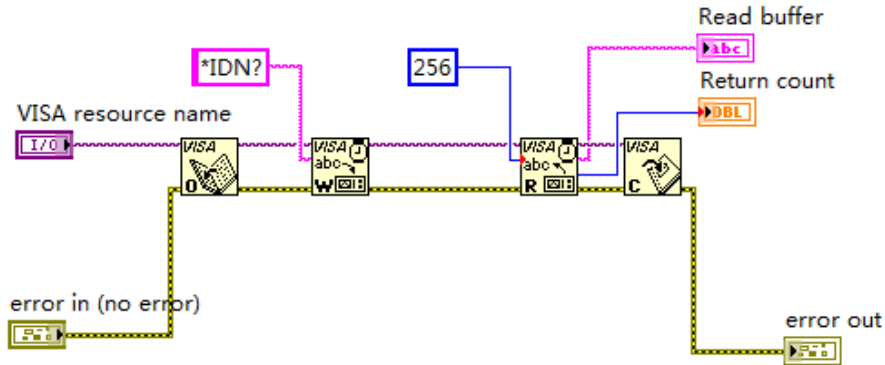 Read buffer
abc
*IDN?
256
Return count
DBL
VISA resource name
I/O
VISA
O
VISA
abc
W
VISA
abc
R
VISA
C
error in (no error)
error out